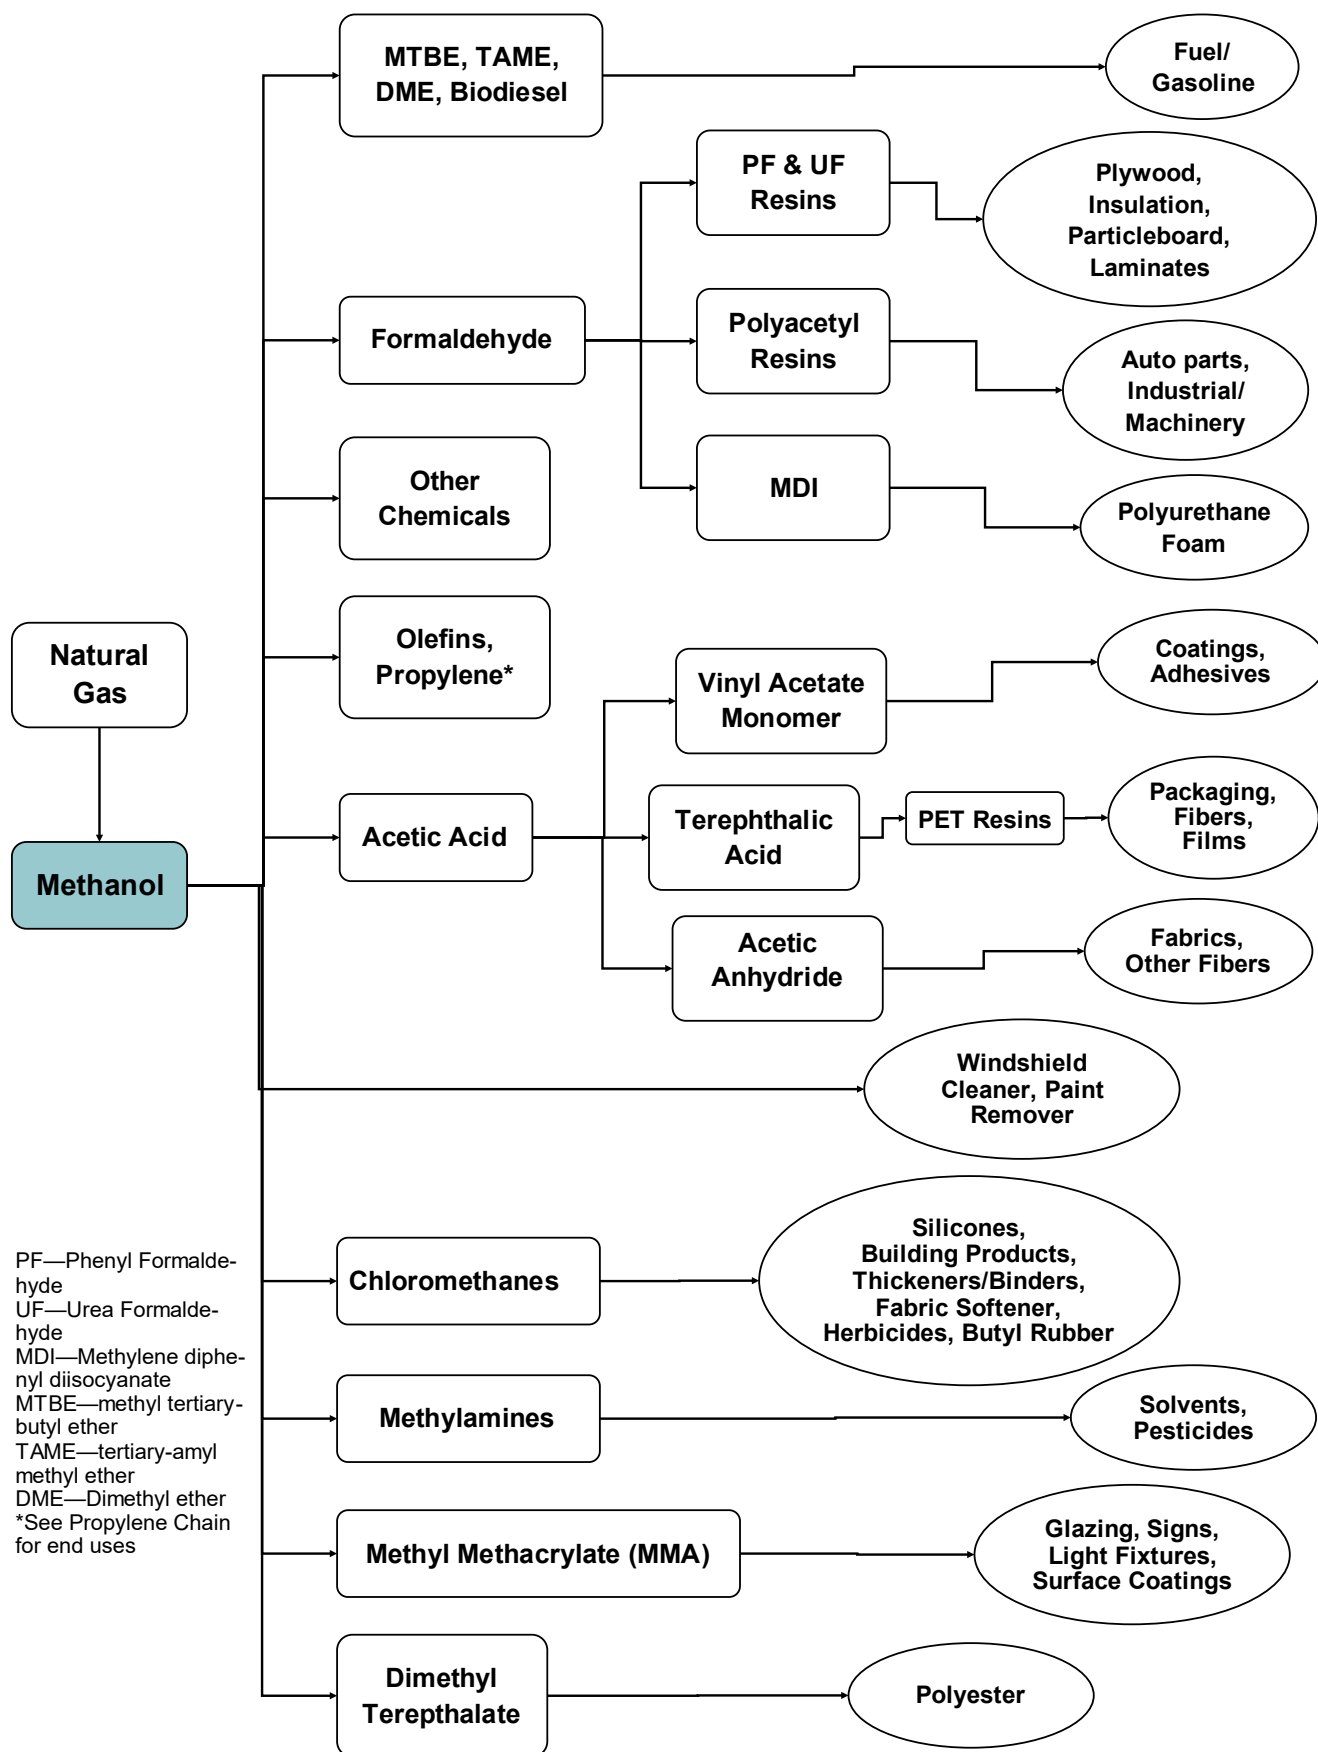 MTBE, TAME,
DME, Biodiesel
Fuel/
Gasoline
PF & UF
Resins
Plywood,
Insulation,
Particleboard,
Laminates
Formaldehyde
Polyacetyl
Resins
Auto parts,
Industrial/
Machinery
Other
Chemicals
MDI
Polyurethane
Foam
Natural
Gas
Olefins,
Propylene*
Vinyl Acetate
Monomer
Coatings,
Adhesives
Methanol
Acetic Acid
Terephthalic
Acid
PET Resins
Packaging,
Fibers,
Films
Acetic
Anhydride
Fabrics,
Other Fibers
Windshield
Cleaner, Paint
Remover
Chloromethanes
Silicones,
Building Products,
Thickeners/Binders,
Fabric Softener,
Herbicides, Butyl Rubber
Methylamines
Solvents,
Pesticides
Methyl Methacrylate (MMA)
Glazing, Signs,
Light Fixtures,
Surface Coatings
Dimethyl
Terepthalate
Polyester
PF—Phenyl Formalde-
hyde
UF—Urea Formalde-
hyde
MDI—Methylene diphe-
nyl diisocyanate
MTBE—methyl tertiary-
butyl ether
TAME—tertiary-amyl
methyl ether
DME—Dimethyl ether
*See Propylene Chain
for end uses